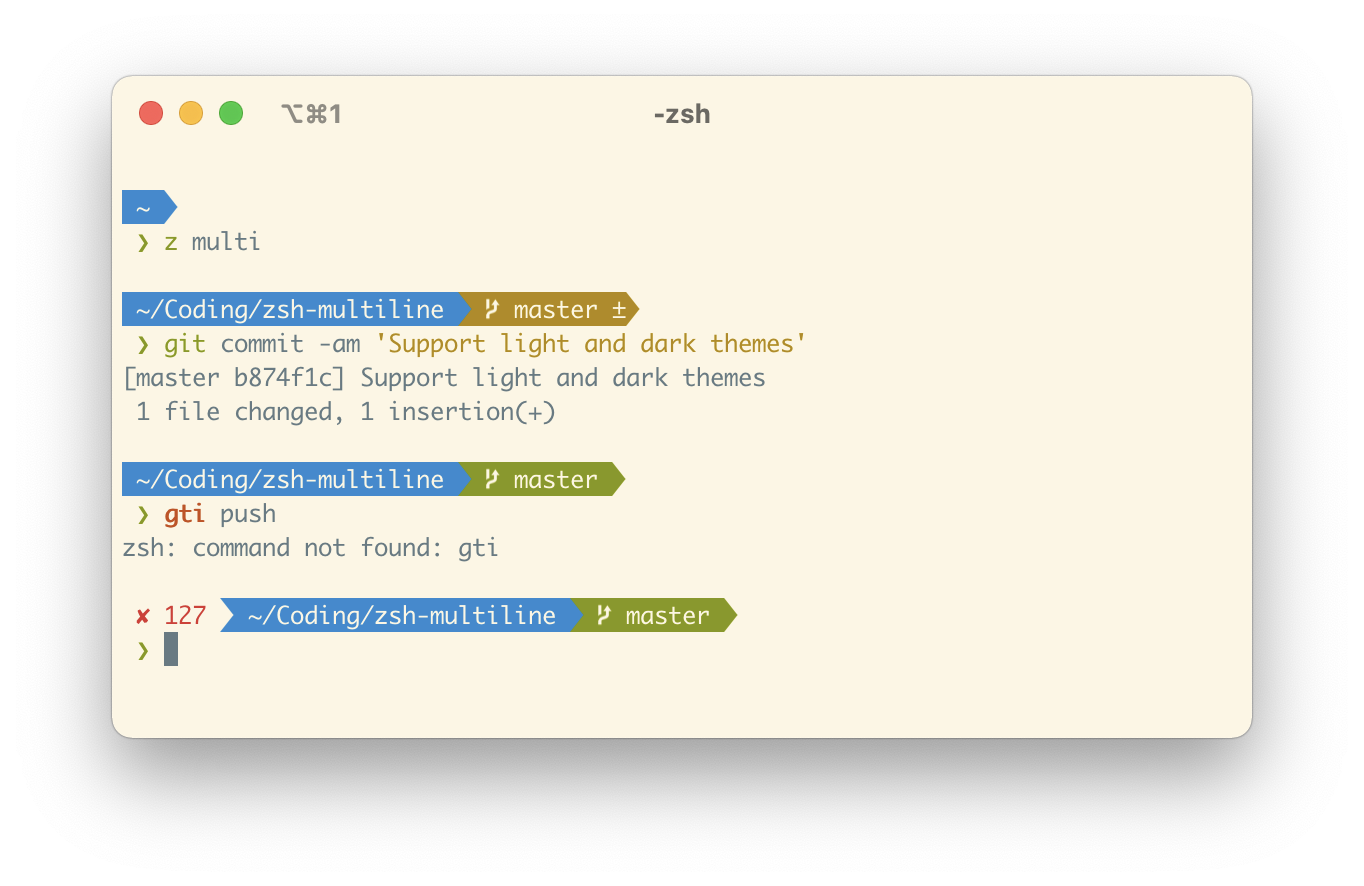 ⌥⌘1 -zsh
~
❯ z multi
~/Coding/zsh-multiline master ±
❯ git commit -am 'Support light and dark themes'
[master b874f1c] Support light and dark themes
1 file changed, 1 insertion(+)
~/Coding/zsh-multiline master
❯ gti push
zsh: command not found: gti
✘ 127 ~/Coding/zsh-multiline master
❯